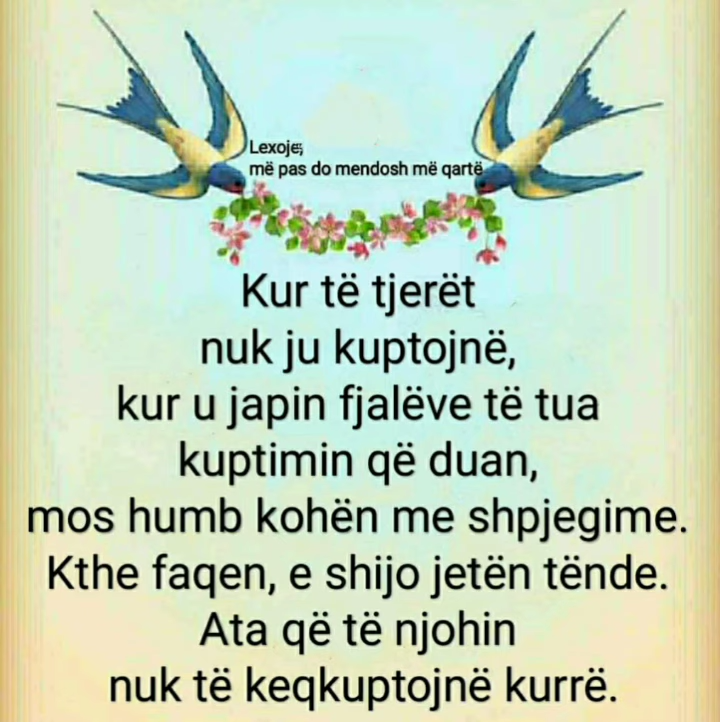 Lexoje;
më pas do mendosh më qartë
Kur të tjerët
nuk ju kuptojnë,
kur u japin fjalëve të tua
kuptimin që duan,
mos humb kohën me shpjegime.
Kthe faqen, e shijo jetën tënde.
Ata që të njohin
nuk të keqkuptojnë kurrë.